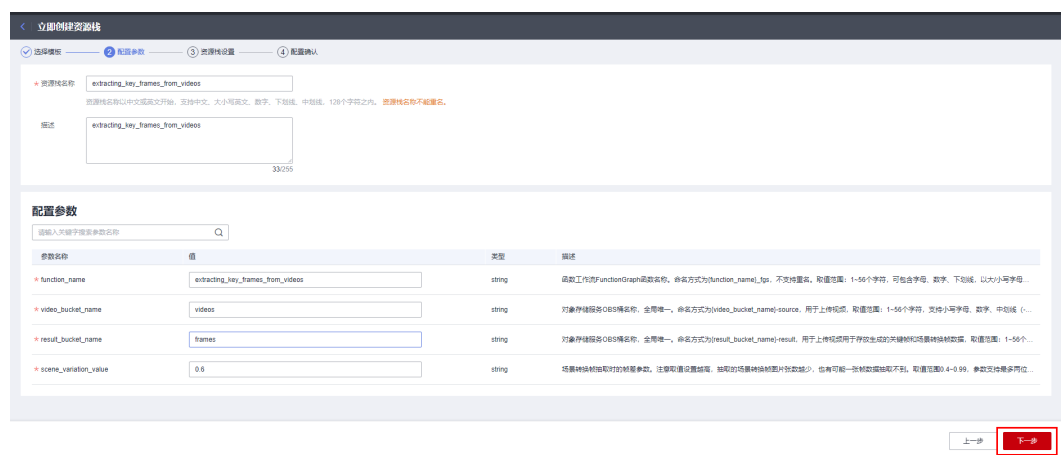 < 立即创建资源栈
选择模板 2 配置参数 3 资源栈设置 4 配置确认
* 资源栈名称 extracting_key_frames_from_videos
资源栈名称以中文或英文开始，支持中文、大小写英文、数字、下划线、中划线，128个字符之内。 资源栈名称不能重名。
描述 extracting_key_frames_from_videos
33/255
配置参数
请输入关键字搜索参数名称
参数名称 值 类型 描述
* function_name extracting_key_frames_from_videos string 函数工作流FunctionGraph函数名称，命名方式为{function_name}_fps，不支持重名。取值范围：1~56个字符，可包含字母、数字、下划线，以大/小写字母...
* video_bucket_name videos string 对象存储服务OBS桶名称，全局唯一，命名方式为{video_bucket_name}-source，用于上传视频，取值范围：1~56个字符，支持小写字母、数字、中划线（-...
* result_bucket_name frames string 对象存储服务OBS桶名称，全局唯一，命名方式为{result_bucket_name}-result，用于上传视频用于存放生成的关键帧和场景转换帧数据，取值范围：1~56个...
* scene_variation_value 0.6 string 场景转换帧抽取时的帧差参数。注意取值设置越高，抽取的场景转换帧图片张数越少，也有可能一张帧数据抽取不到。取值范围0.4~0.99，参数支持最多两位...
上一步 下一步